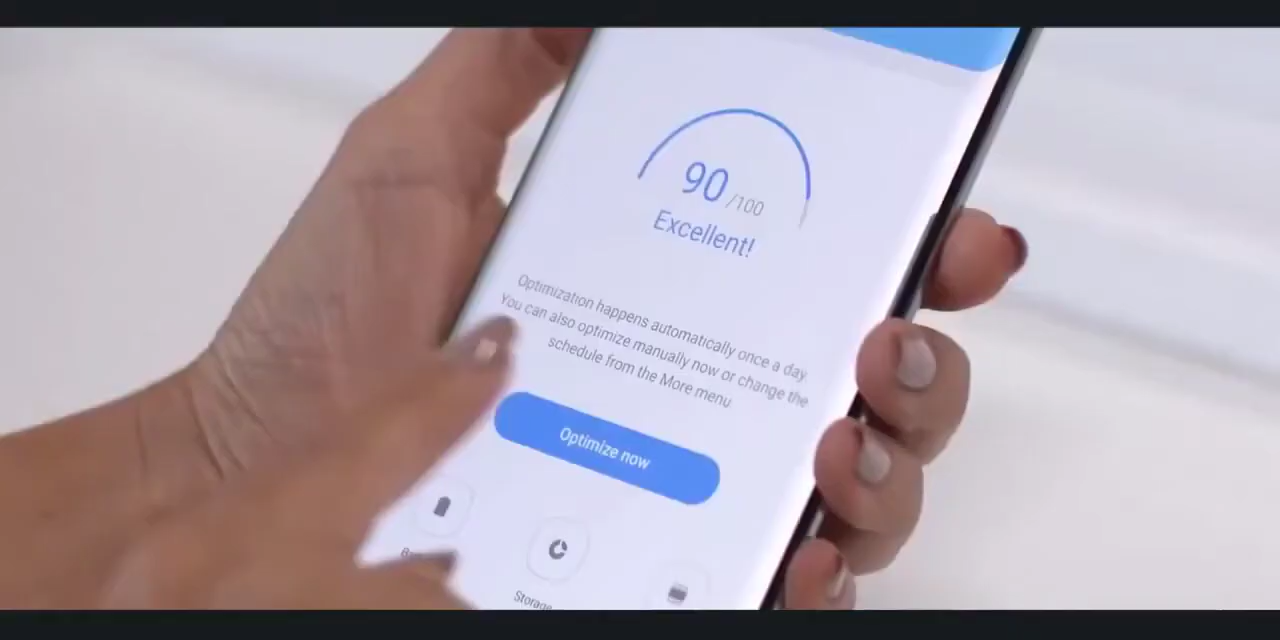 90 /100
Excellent!
Optimization happens automatically once a day
You can also optimize manually now or change the
schedule from the More menu
Optimize now
Storage